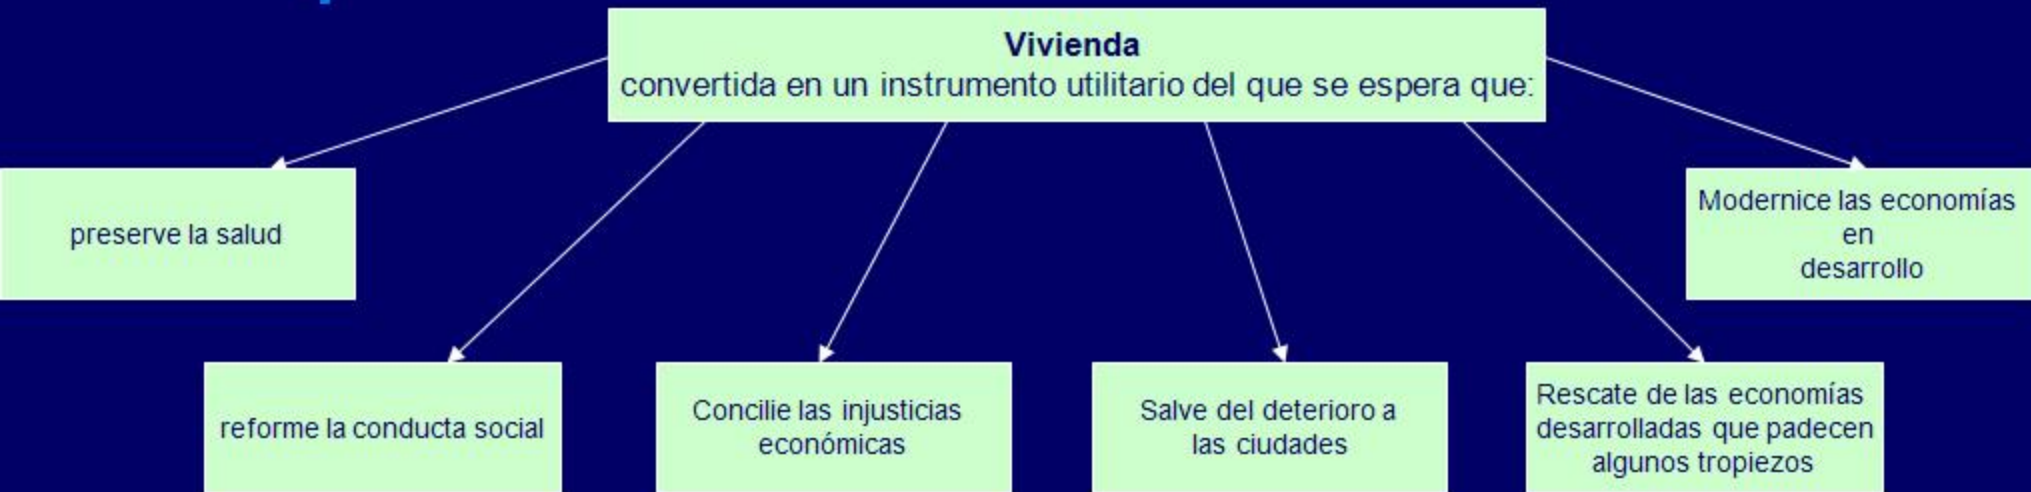 Vivienda
convertida en un instrumento utilitario del que se espera que:
preserve la salud
Modernice las economías
en
desarrollo
reforme la conducta social
Concilie las injusticias
económicas
Salve del deterioro a
las ciudades
Rescate de las economías
desarrolladas que padecen
algunos tropiezos